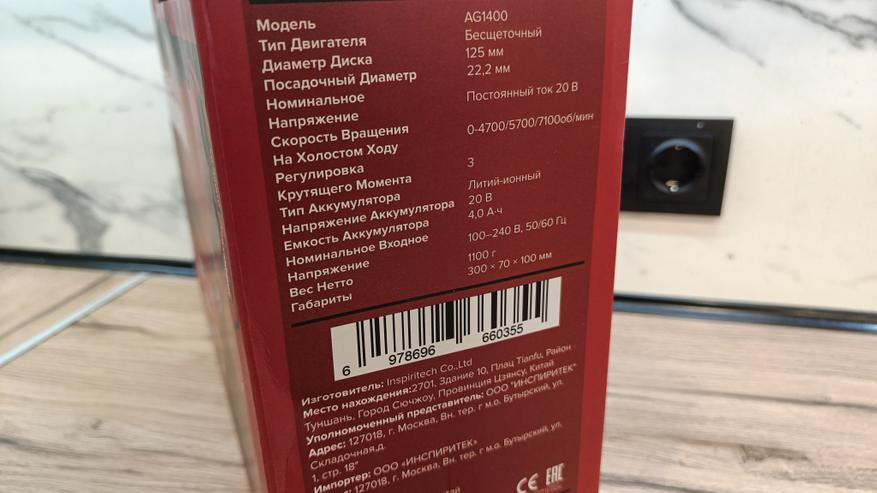 Модель AG1400
Тип Двигателя Бесщеточный
Диаметр Диска 125 мм
Посадочный Диаметр 22,2 мм
Номинальное
Напряжение Постоянный ток 20 В
Скорость Вращения
На Холостом Ходу 0-4700/5700/7100об/мин
Регулировка
Крутящего Момента 3
Тип Аккумулятора Литий-ионный
Напряжение Аккумулятора 20 В
Емкость Аккумулятора 4,0 А·ч
Номинальное Входное
Напряжение 100–240 В, 50/60 Гц
Вес Нетто 1100 г
Габариты 300 × 70 × 100 мм
6 978696 660355
Изготовитель: Inspiritech Co.,Ltd
Место нахождения:2701, Здание 10, Плац Tianfu, Район
Туншань, Город Сючжоу, Провинция Цзянсу, Китай
Уполномоченный представитель: ООО "ИНСПИРИТЕК"
Адрес: 127018, г. Москва, Вн. тер. г м.о. Бутырский, ул.
Складочная,д.
1, стр. 18"
Импортер: ООО «ИНСПИРИТЕК»
127018, г. Москва, Вн. тер. г м.о. Бутырский, ул.
CE EAC